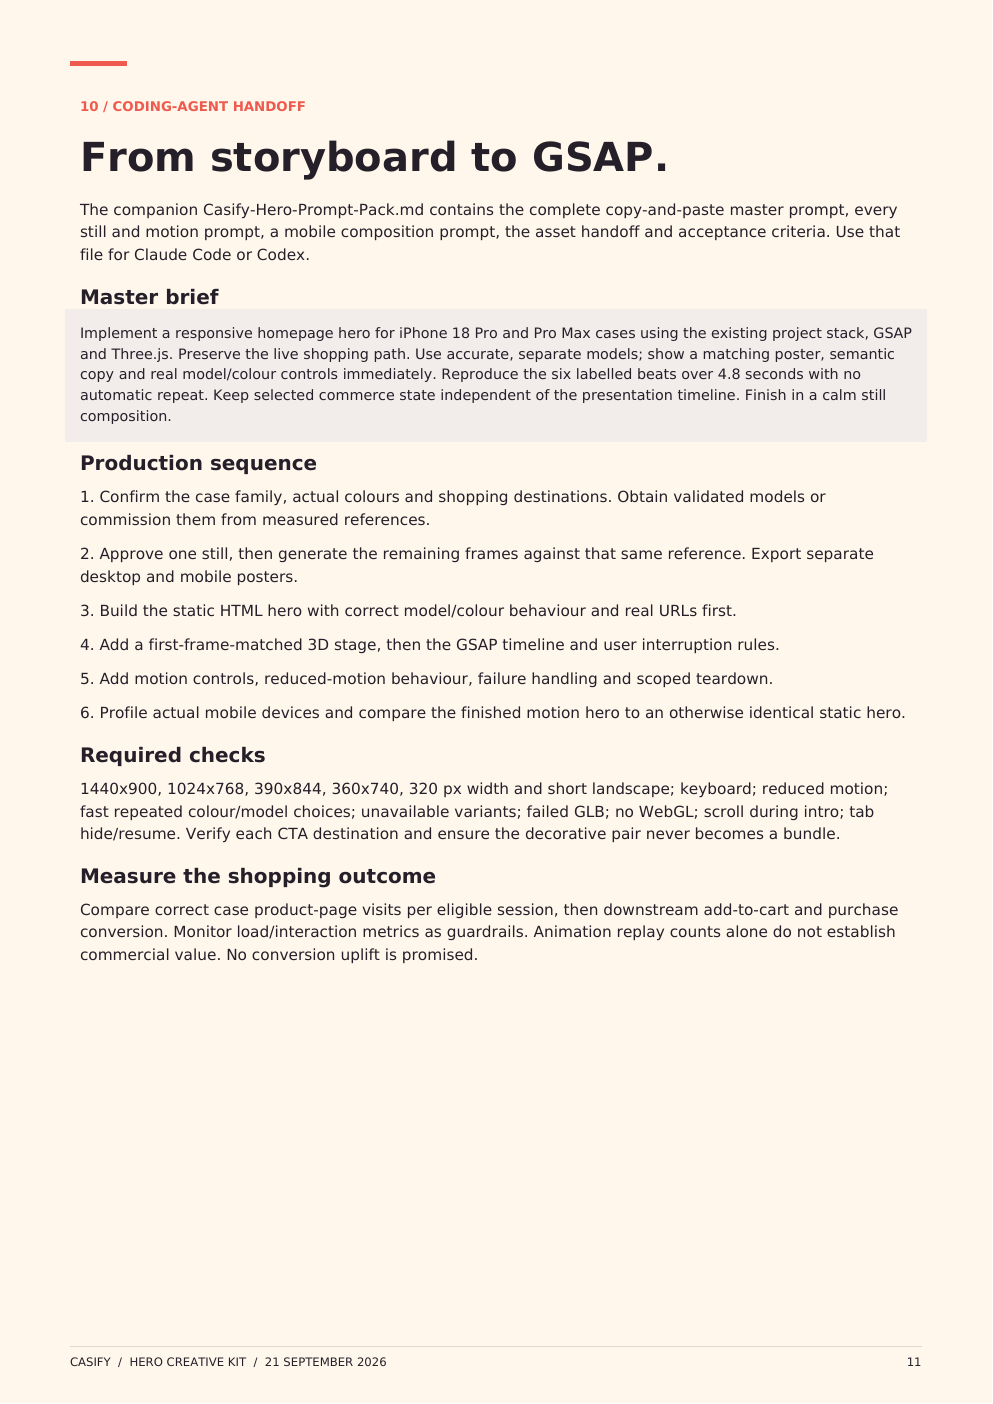 10 / CODING-AGENT HANDOFF
From storyboard to GSAP.
The companion Casify-Hero-Prompt-Pack.md contains the complete copy-and-paste master prompt, every
still and motion prompt, a mobile composition prompt, the asset handoff and acceptance criteria. Use that
file for Claude Code or Codex.
Master brief
Implement a responsive homepage hero for iPhone 18 Pro and Pro Max cases using the existing project stack, GSAP
and Three.js. Preserve the live shopping path. Use accurate, separate models; show a matching poster, semantic
copy and real model/colour controls immediately. Reproduce the six labelled beats over 4.8 seconds with no
automatic repeat. Keep selected commerce state independent of the presentation timeline. Finish in a calm still
composition.
Production sequence
1. Confirm the case family, actual colours and shopping destinations. Obtain validated models or
commission them from measured references.
2. Approve one still, then generate the remaining frames against that same reference. Export separate
desktop and mobile posters.
3. Build the static HTML hero with correct model/colour behaviour and real URLs first.
4. Add a first-frame-matched 3D stage, then the GSAP timeline and user interruption rules.
5. Add motion controls, reduced-motion behaviour, failure handling and scoped teardown.
6. Profile actual mobile devices and compare the finished motion hero to an otherwise identical static hero.
Required checks
1440x900, 1024x768, 390x844, 360x740, 320 px width and short landscape; keyboard; reduced motion;
fast repeated colour/model choices; unavailable variants; failed GLB; no WebGL; scroll during intro; tab
hide/resume. Verify each CTA destination and ensure the decorative pair never becomes a bundle.
Measure the shopping outcome
Compare correct case product-page visits per eligible session, then downstream add-to-cart and purchase
conversion. Monitor load/interaction metrics as guardrails. Animation replay counts alone do not establish
commercial value. No conversion uplift is promised.
CASIFY / HERO CREATIVE KIT / 21 SEPTEMBER 2026
11